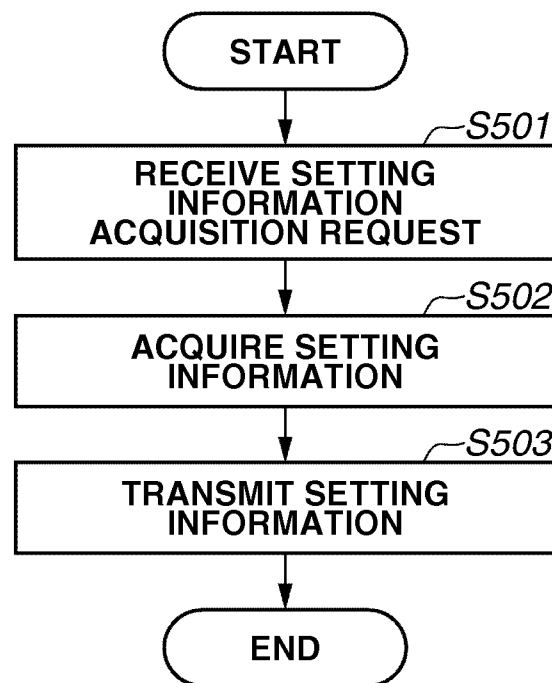 START
S501
RECEIVE SETTING
INFORMATION
ACQUISITION REQUEST
S502
ACQUIRE SETTING
INFORMATION
S503
TRANSMIT SETTING
INFORMATION
END